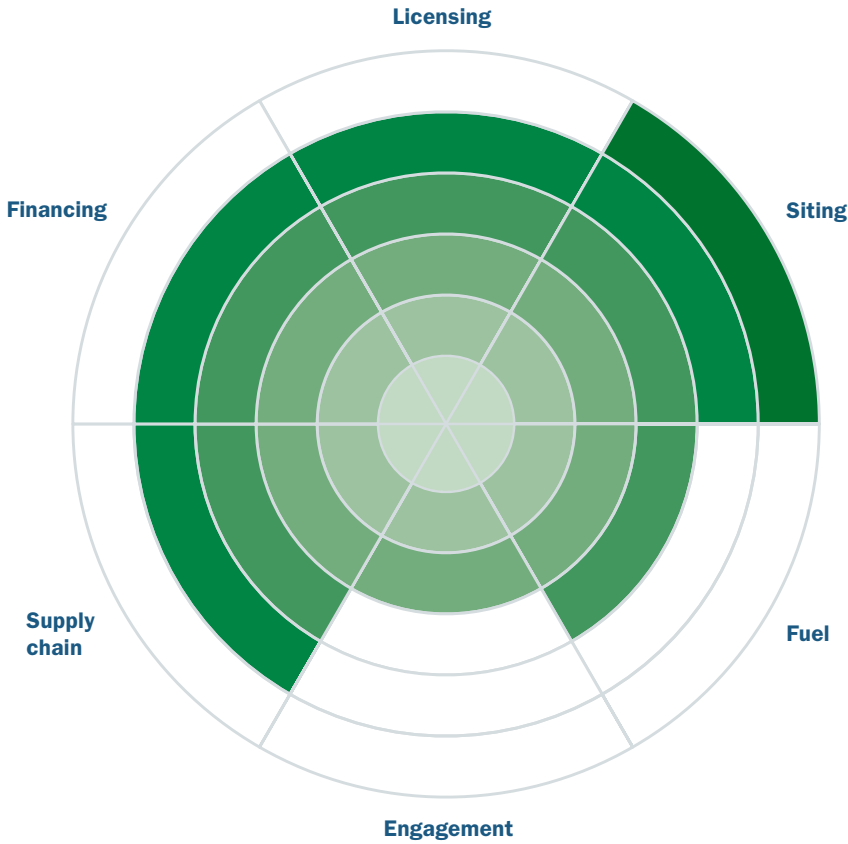 Licensing
Financing
Siting
Supply
chain
Fuel
Engagement